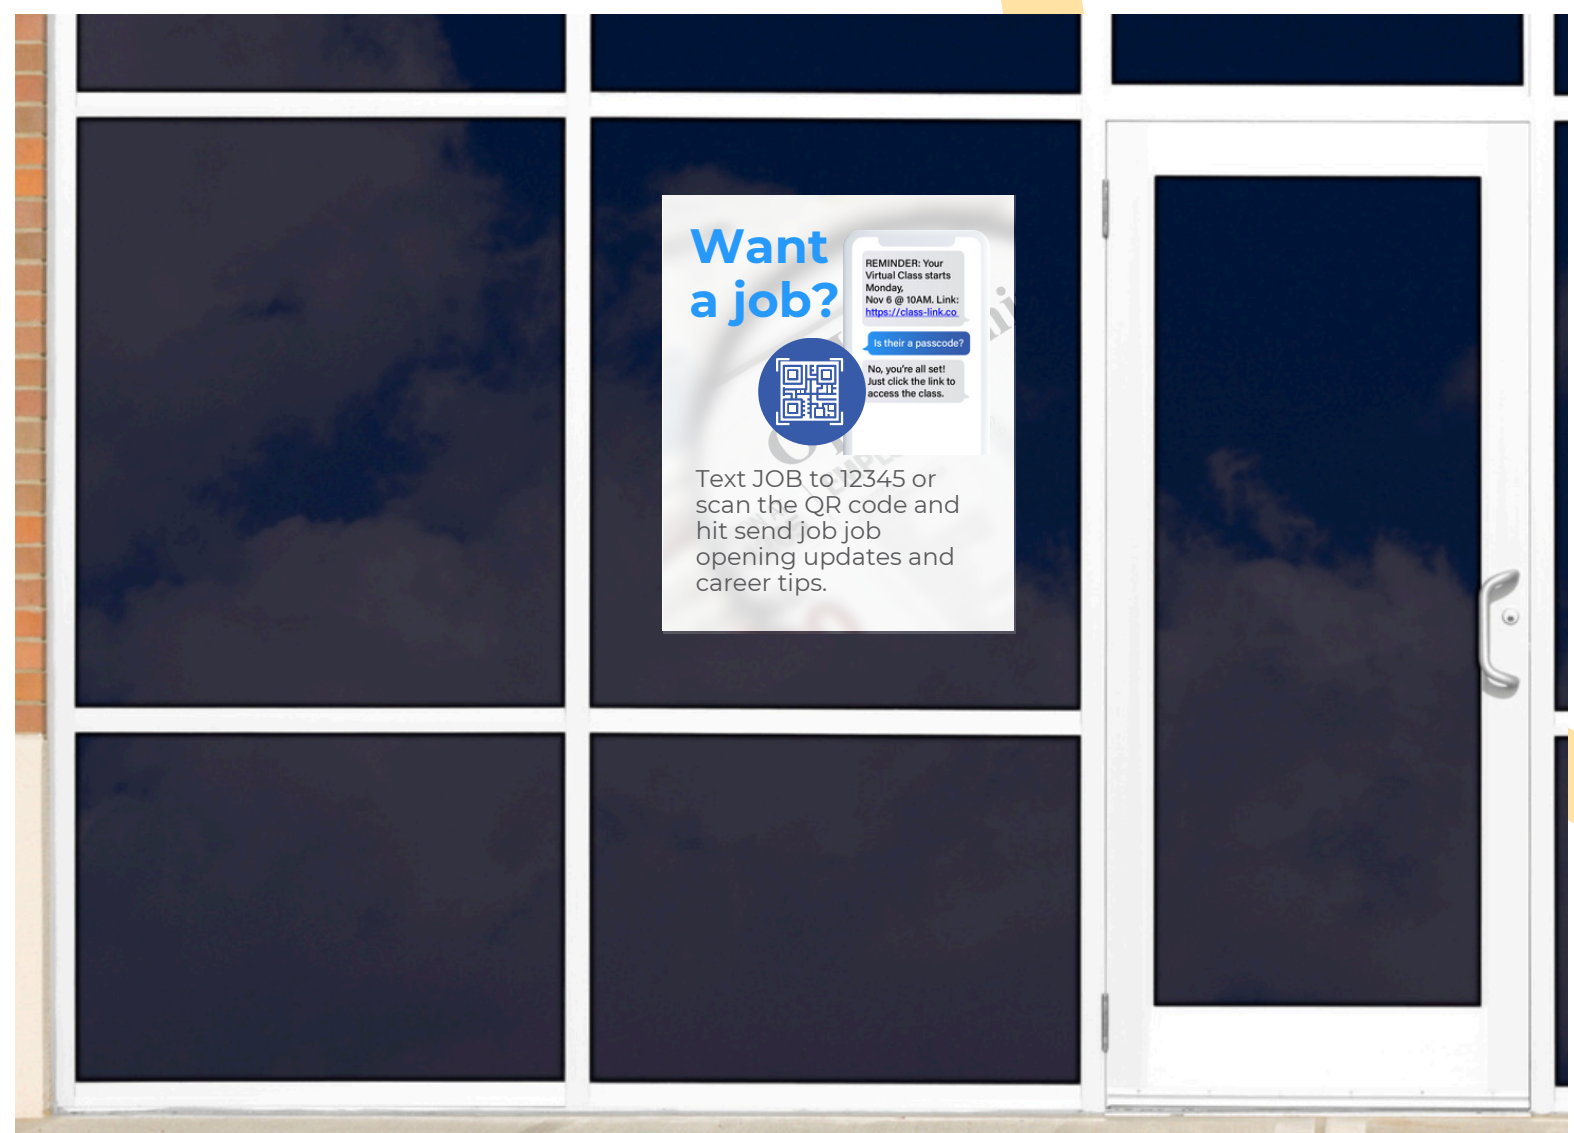 Want
a job?
REMINDER: Your
Virtual Class starts
Monday,
Nov 6 @ 10AM. Link:
https://class-link.co
Is their a passcode?
No, you're all set!
Just click the link to
access the class.
Text JOB to 12345 or
scan the QR code and
hit send job job
opening updates and
career tips.